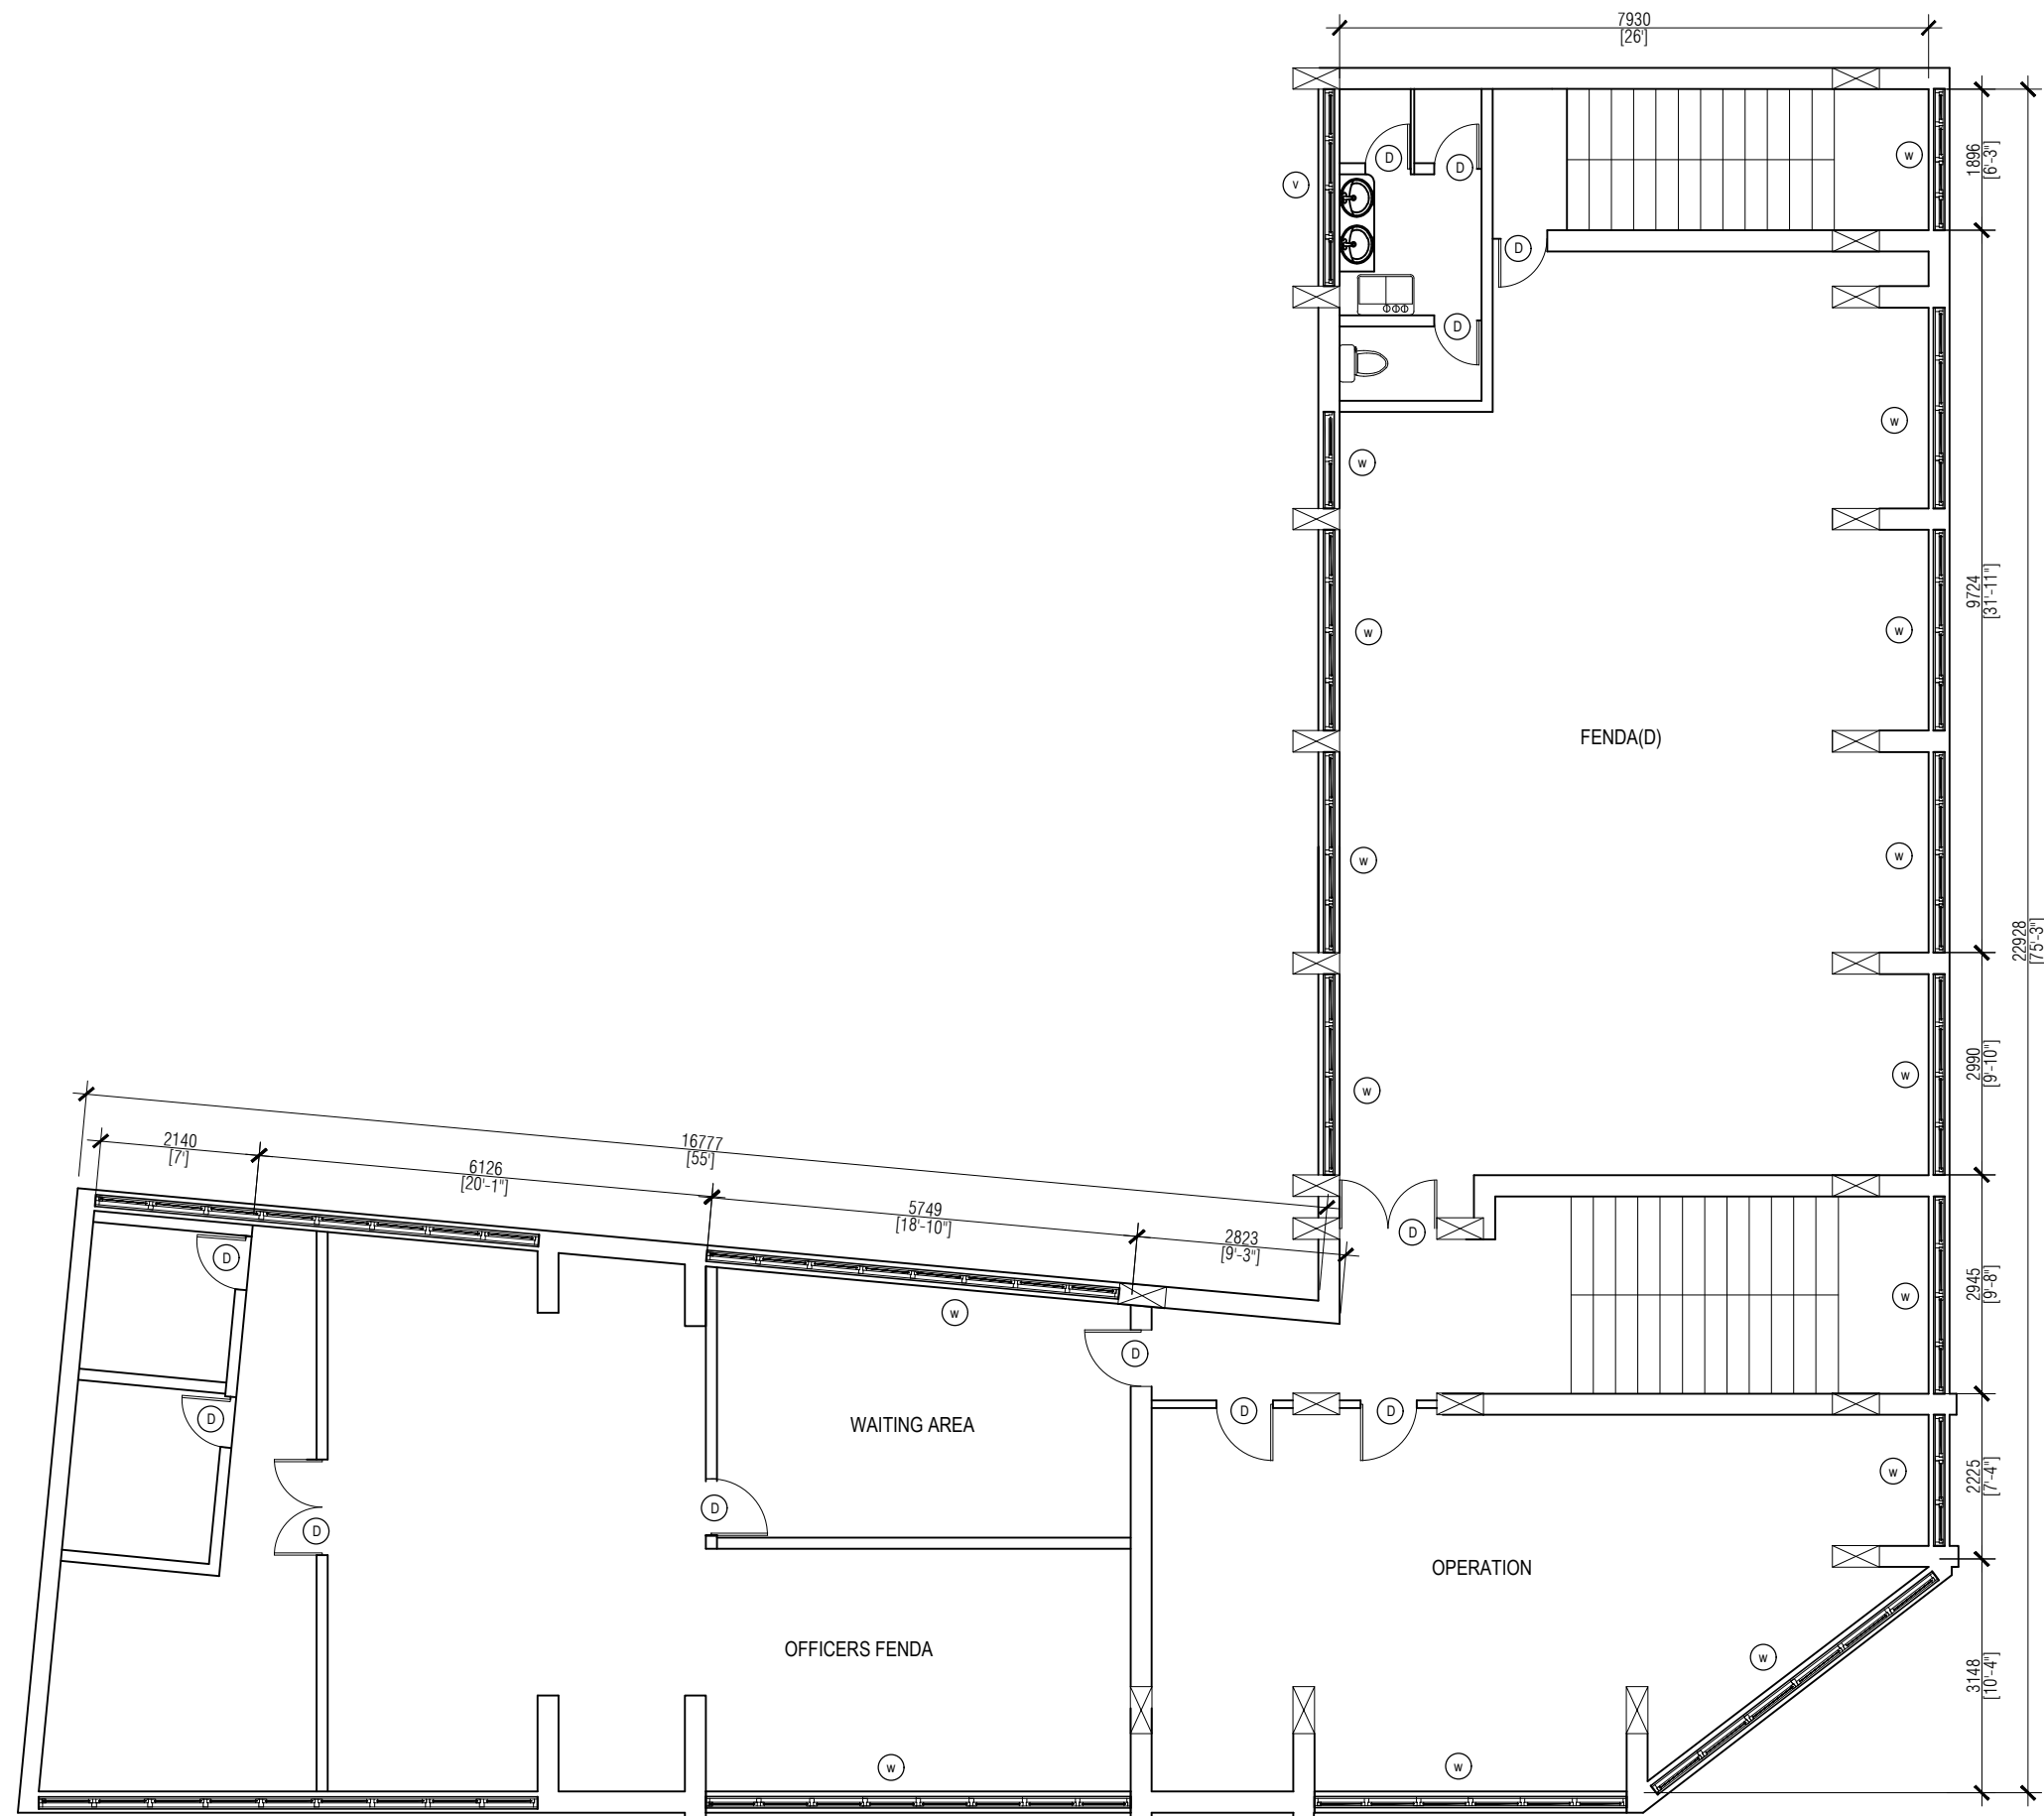 7930
[26']
D
D
W
1896
[6'-3"]
V
D
D
W
W
9724
[31'-11"]
W
W
FENDA(D)
W
W
22928
[75'-3"]
2990
[9'-10"]
W
W
16777
[55']
2140
[7']
6126
[20'-1"]
5749
[18'-10"]
2823
[9'-3"]
D
D
W
W
2945
[9'-8"]
D
D
D
D
WAITING AREA
W
2225
[7'-4"]
D
D
OPERATION
OFFICERS FENDA
W
3148
[10'-4"]
W
W